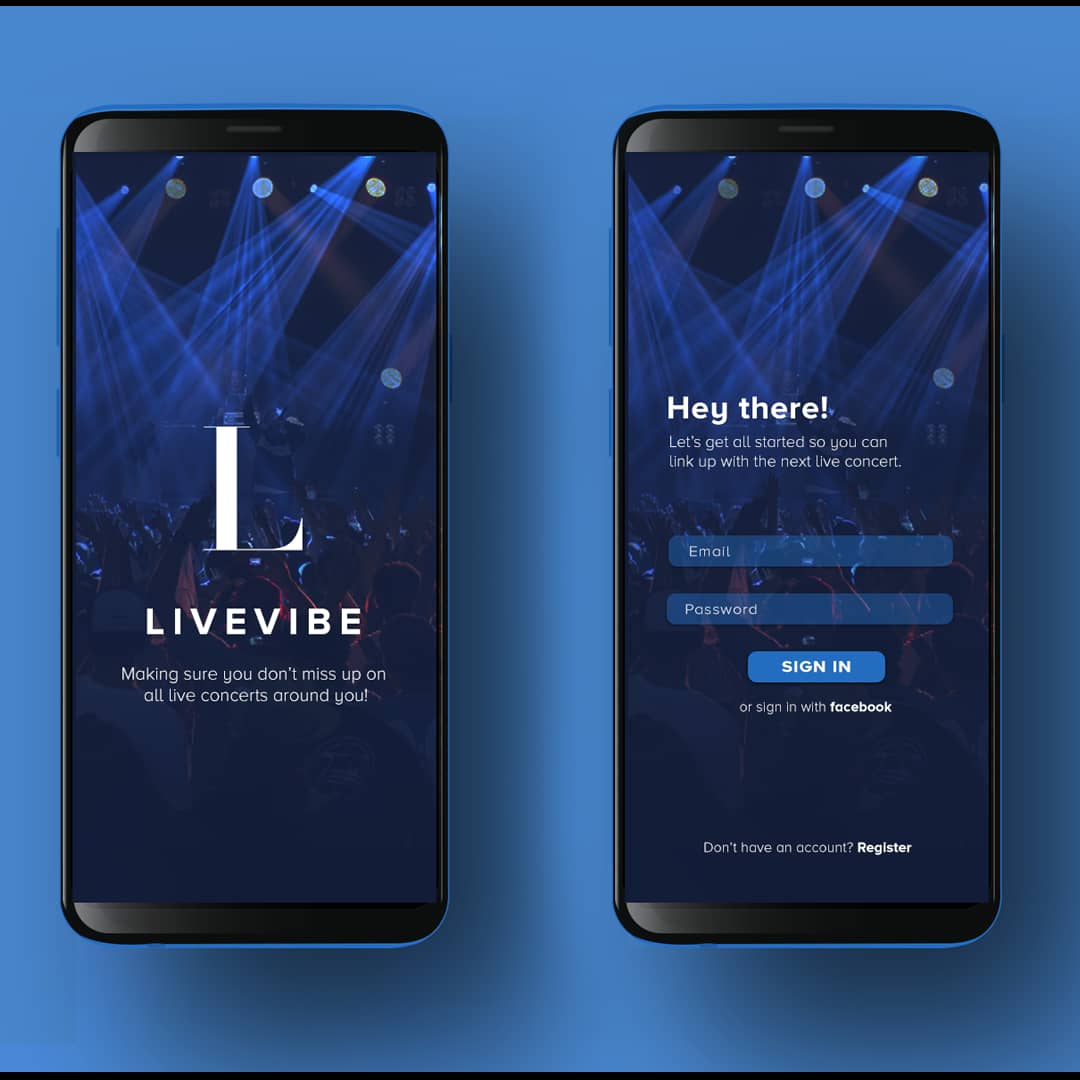 L
LIVEVIBE
Making sure you don't miss up on
all live concerts around you!
Hey there!
Let's get all started so you can
link up with the next live concert.
Email
Password
SIGN IN
or sign in with facebook
Don't have an account? Register